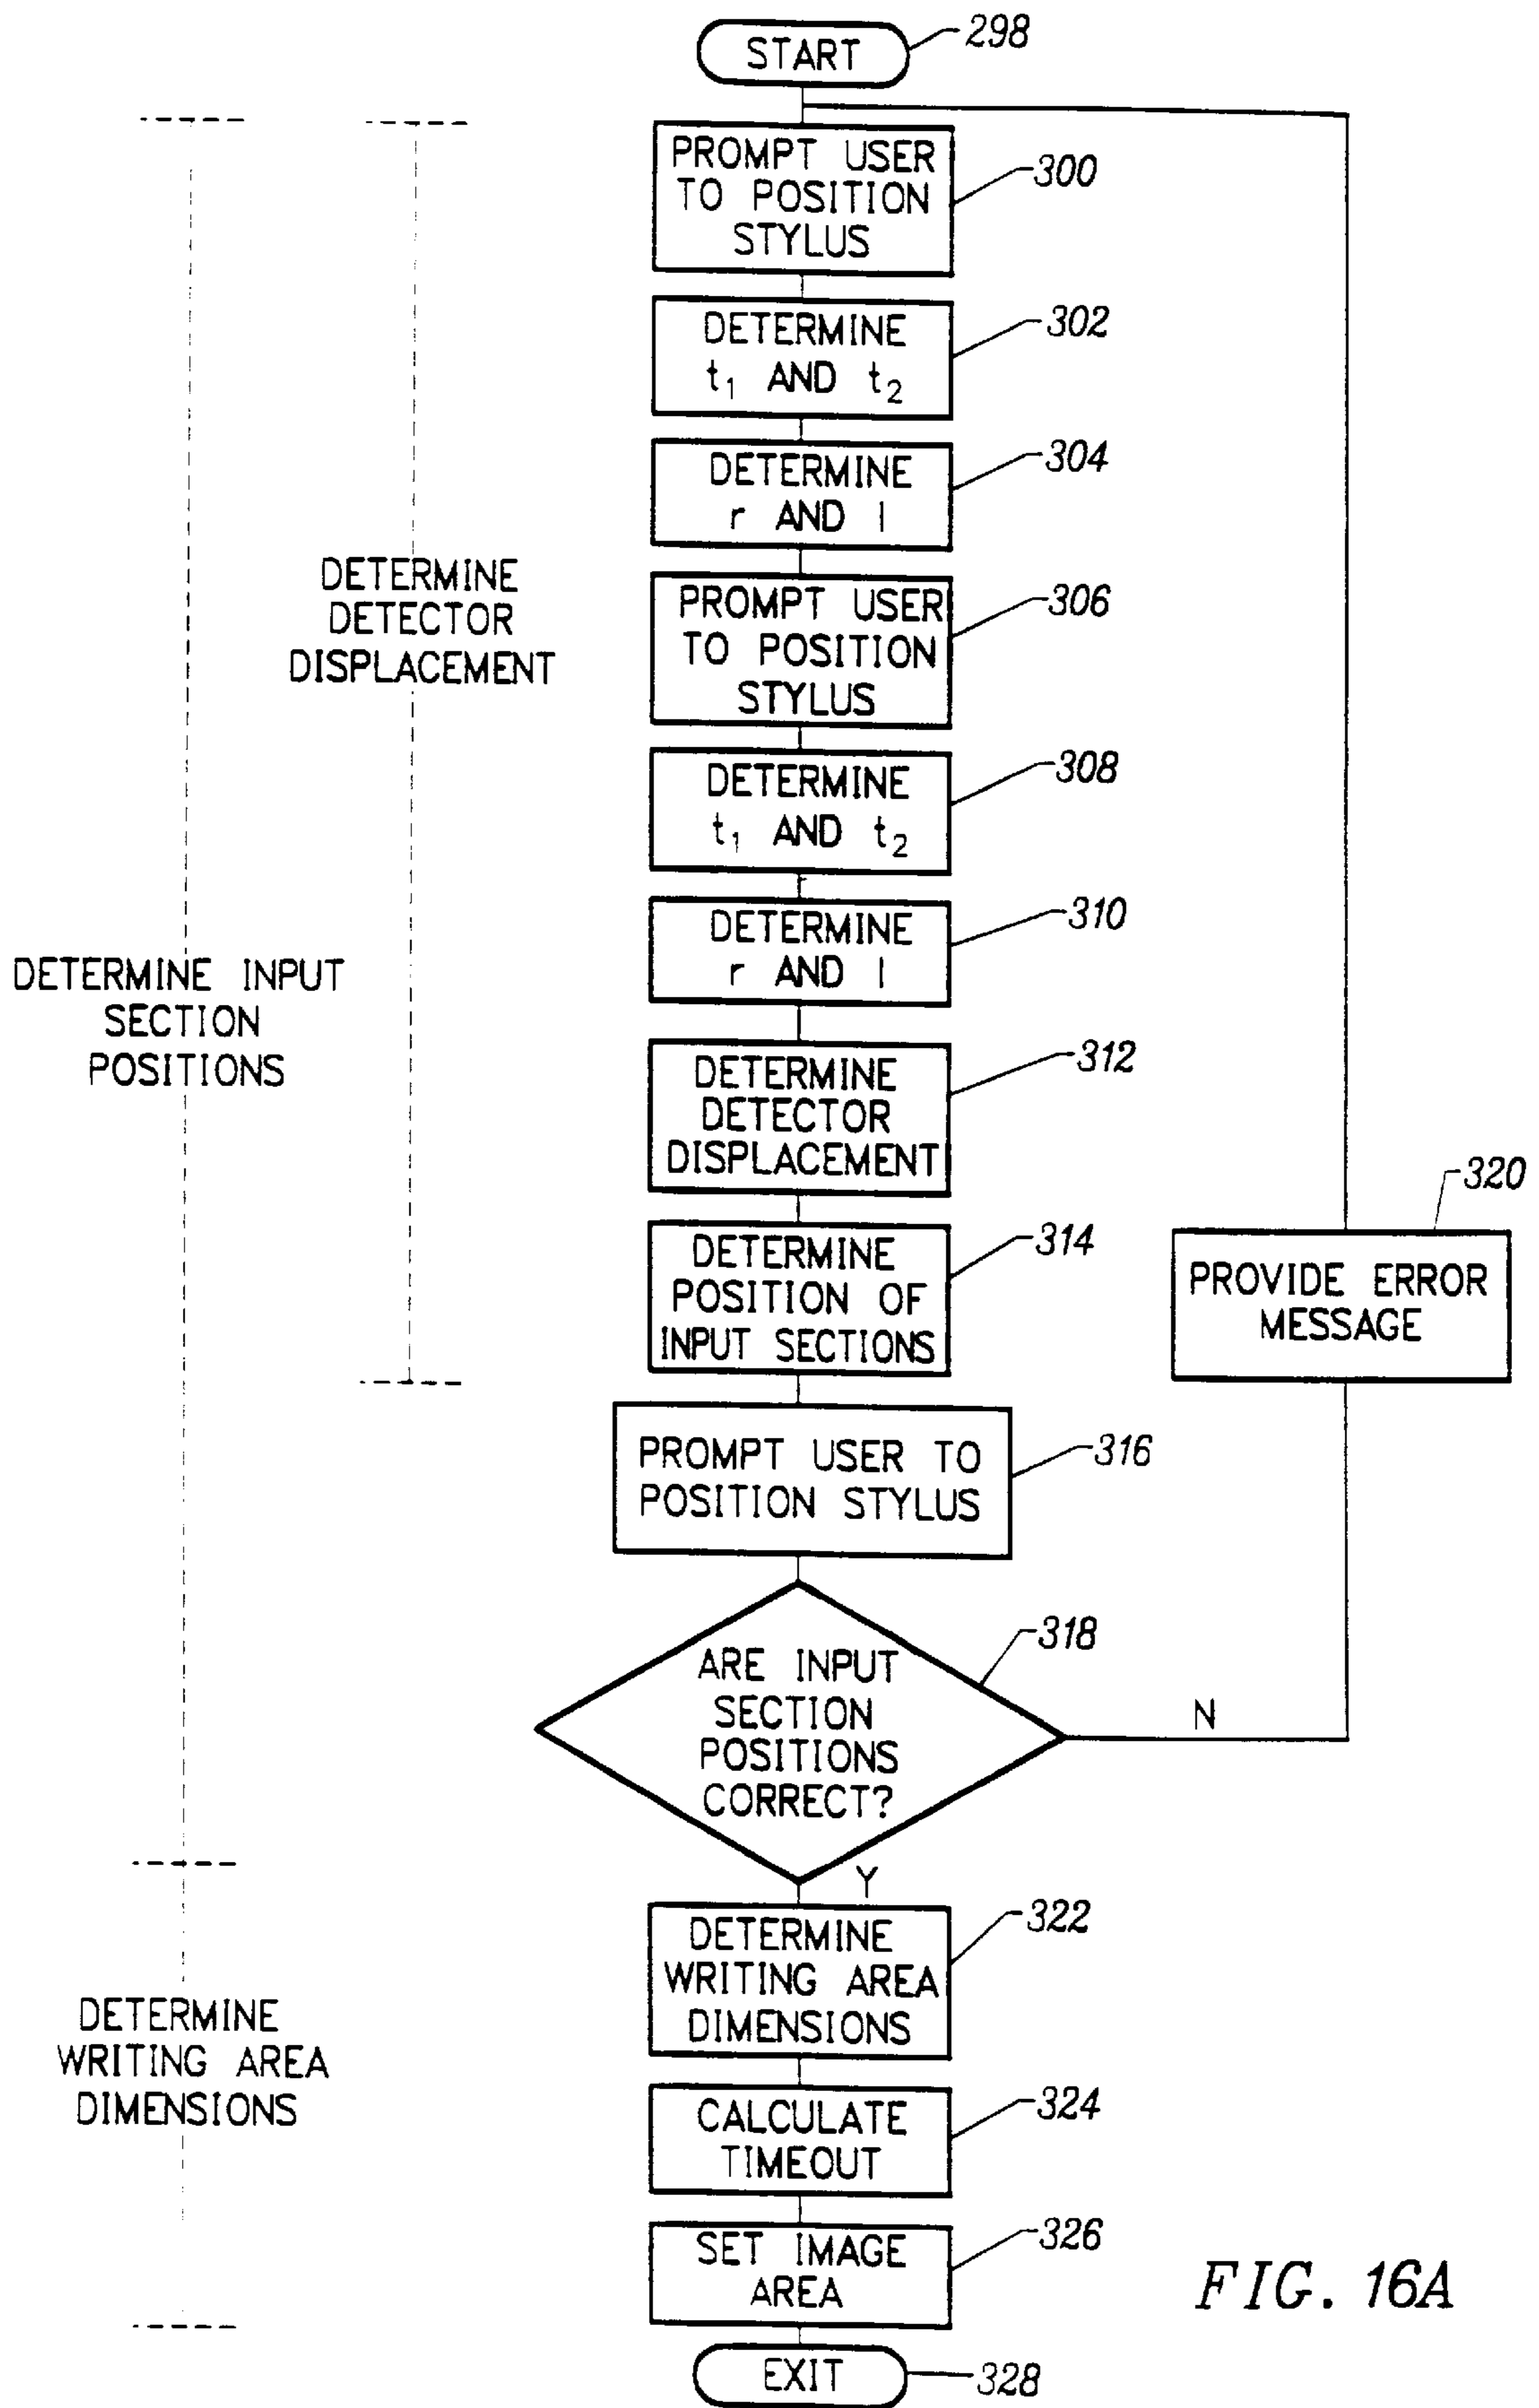 START
298
PROMPT USER
TO POSITION
STYLUS
300
DETERMINE
t₁ AND t₂
302
DETERMINE
r AND l
304
DETERMINE
DETECTOR
DISPLACEMENT
PROMPT USER
TO POSITION
STYLUS
306
DETERMINE
t₁ AND t₂
308
DETERMINE
r AND l
310
DETERMINE INPUT
SECTION
POSITIONS
DETERMINE
DETECTOR
DISPLACEMENT
312
DETERMINE
POSITION OF
INPUT SECTIONS
314
PROVIDE ERROR
MESSAGE
320
PROMPT USER TO
POSITION STYLUS
316
ARE INPUT
SECTION
POSITIONS
CORRECT?
318
N
Y
DETERMINE
WRITING AREA
DIMENSIONS
322
DETERMINE
WRITING AREA
DIMENSIONS
CALCULATE
TIMEOUT
324
SET IMAGE
AREA
326
EXIT
328
FIG. 16A